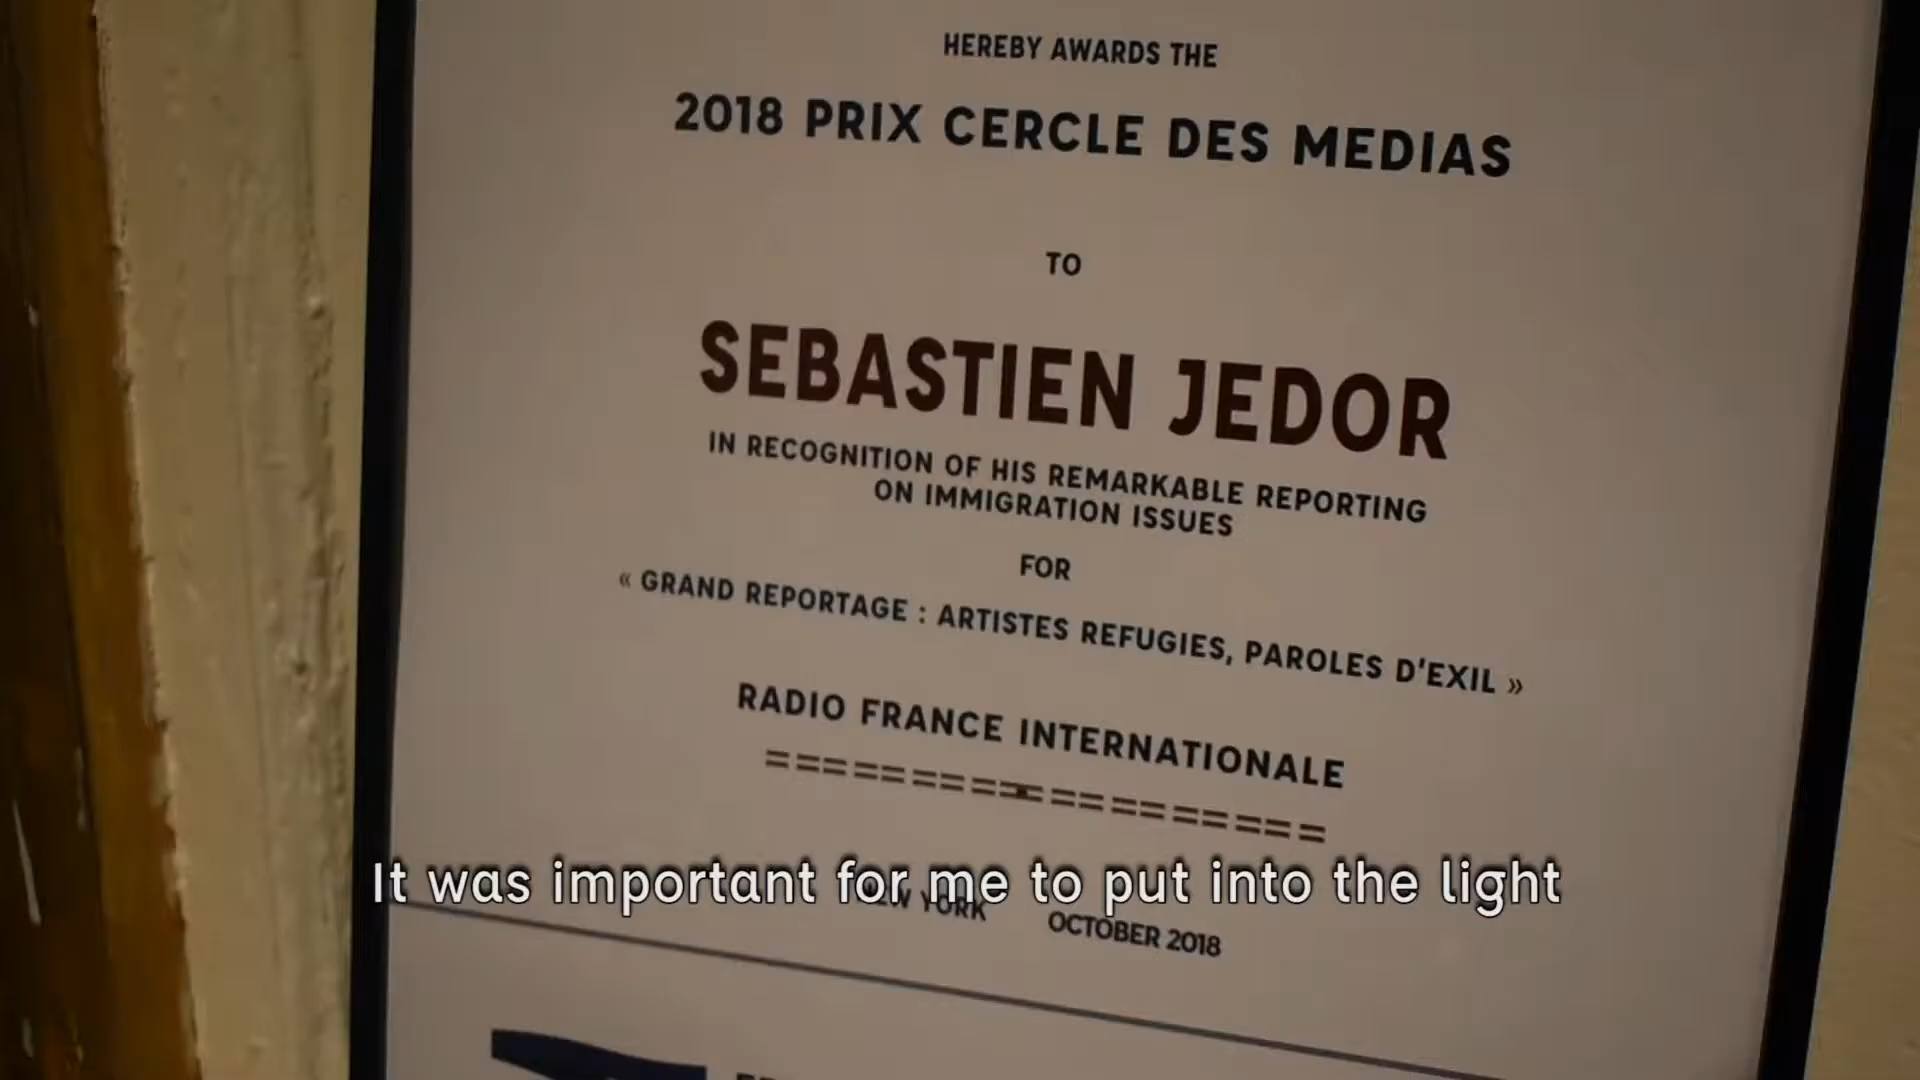 HEREBY AWARDS THE
2018 PRIX CERCLE DES MEDIAS
TO
SEBASTIEN JEDOR
IN RECOGNITION OF HIS REMARKABLE REPORTING
ON IMMIGRATION ISSUES
FOR
« GRAND REPORTAGE : ARTISTES REFUGIES, PAROLES D'EXIL »
RADIO FRANCE INTERNATIONALE
====================
It was important for me to put into the light
NEW YORK OCTOBER 2018